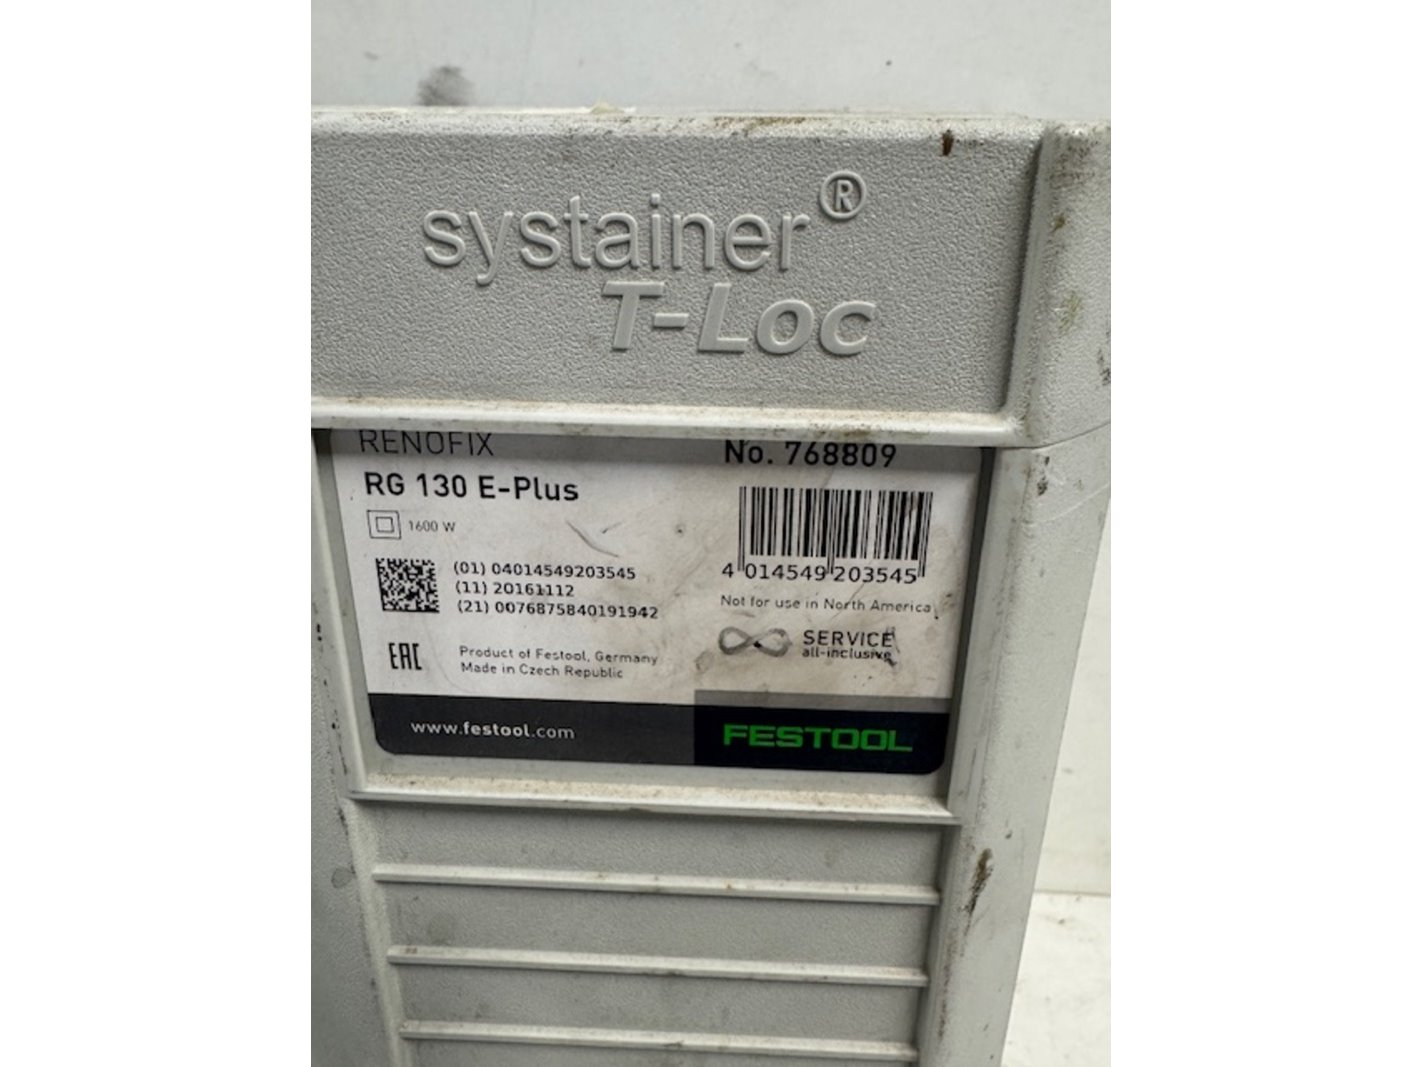 systainer®
T-Loc
RENOFIX
No. 768809
RG 130 E-Plus
1600 W
4 014549 203545
(01) 04014549203545
(11) 20161112
(21) 0076875840191942
Not for use in North America
SERVICE
all-inclusive
EAC
Product of Festool, Germany
Made in Czech Republic
www.festool.com
FESTOOL